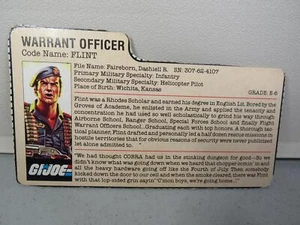 WARRANT OFFICER
Code Name: FLINT
File Name: Faireborn, Dashiell R. SN: 307-62-4107
Primary Military Specialty: Infantry
Secondary Military Specialty: Helicopter Pilot
Place of Birth: Wichita, Kansas
GRADE: E-6
Flint was a Rhodes Scholar and earned his degree in English Lit. Bored by the
Groves of Academe, he enlisted in the Army and applied the tenacity and
concentration he had used so well scholastically to going for blue way through
Airborne School, Ranger School, Special Forces School and finally Flight
Warrant Officers School. Graduating each with top honors. A thorough tac-
tical planner, Flint drafted and personally led a host of armed rescue missions in
hostile territories that for obvious reasons of security were never published
let alone admitted to.
"We had thought COBRA had us in the stinking dungeon for good—So we
didn't know what was going down when we heard that chopper comin' in and
all the heavy hardware going off like the Fourth of July. Then, somebody
kicked down the door to our cell and when the smoke cleared, there was Flint
with that lop-sided grin sayin' 'C'mon boys, we're going home...'"
G.I.JOE